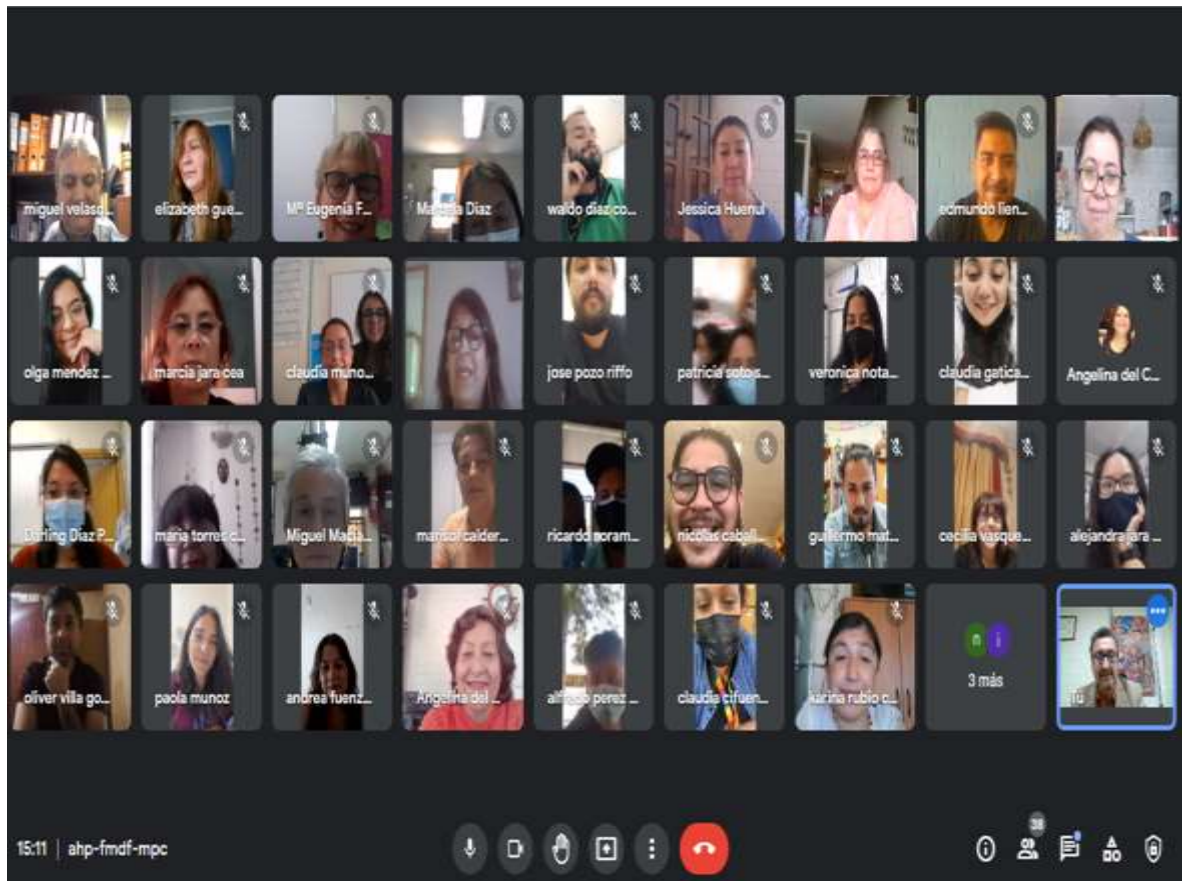 miguel velasc...
elizabeth gue...
Mª Eugenia F...
Marcela Diaz
waldo diaz co...
Jessica Huenul
edmundo lien...
olga mendez ...
marcia jara cea
claudia muno...
jose pozo riffo
patricia soto s...
veronica nota...
claudia gatica...
Angelina del C...
Darling Diaz P...
maria torres c...
Miguel Macia...
marisol calder...
ricardo noram...
nicolas caball...
guillermo mat...
cecilia vasque...
alejandra jara ...
oliver villa go...
paola munoz
andrea fuenz...
Angelina del ...
alfredo perez ...
claudia cifuen...
karina rubio c...
3 más
Tú
15:11 | ahp-fmdf-mpc
38